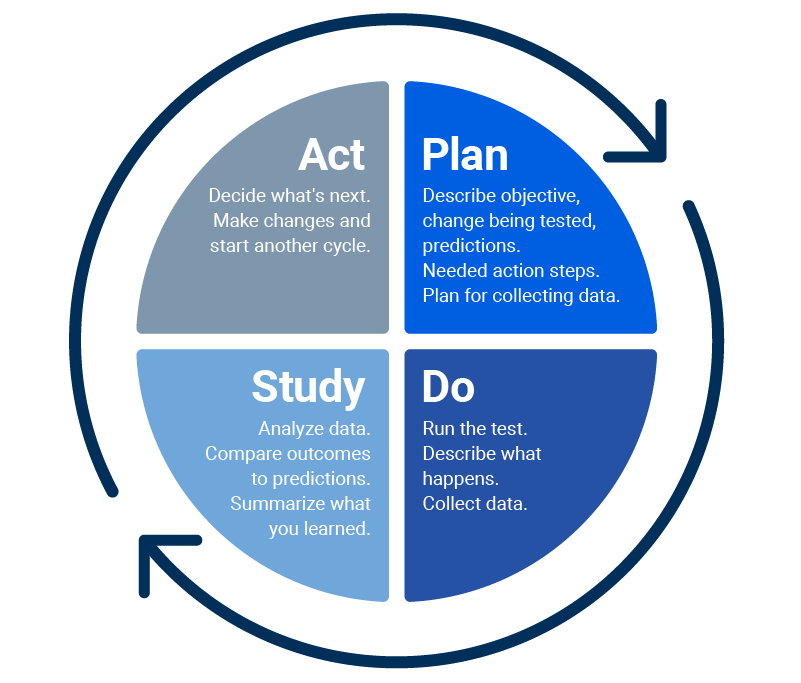 Act
Decide what's next.
Make changes and
start another cycle.
Plan
Describe objective,
change being tested,
predictions.
Needed action steps.
Plan for collecting data.
Study
Analyze data.
Compare outcomes
to predictions.
Summarize what
you learned.
Do
Run the test.
Describe what
happens.
Collect data.